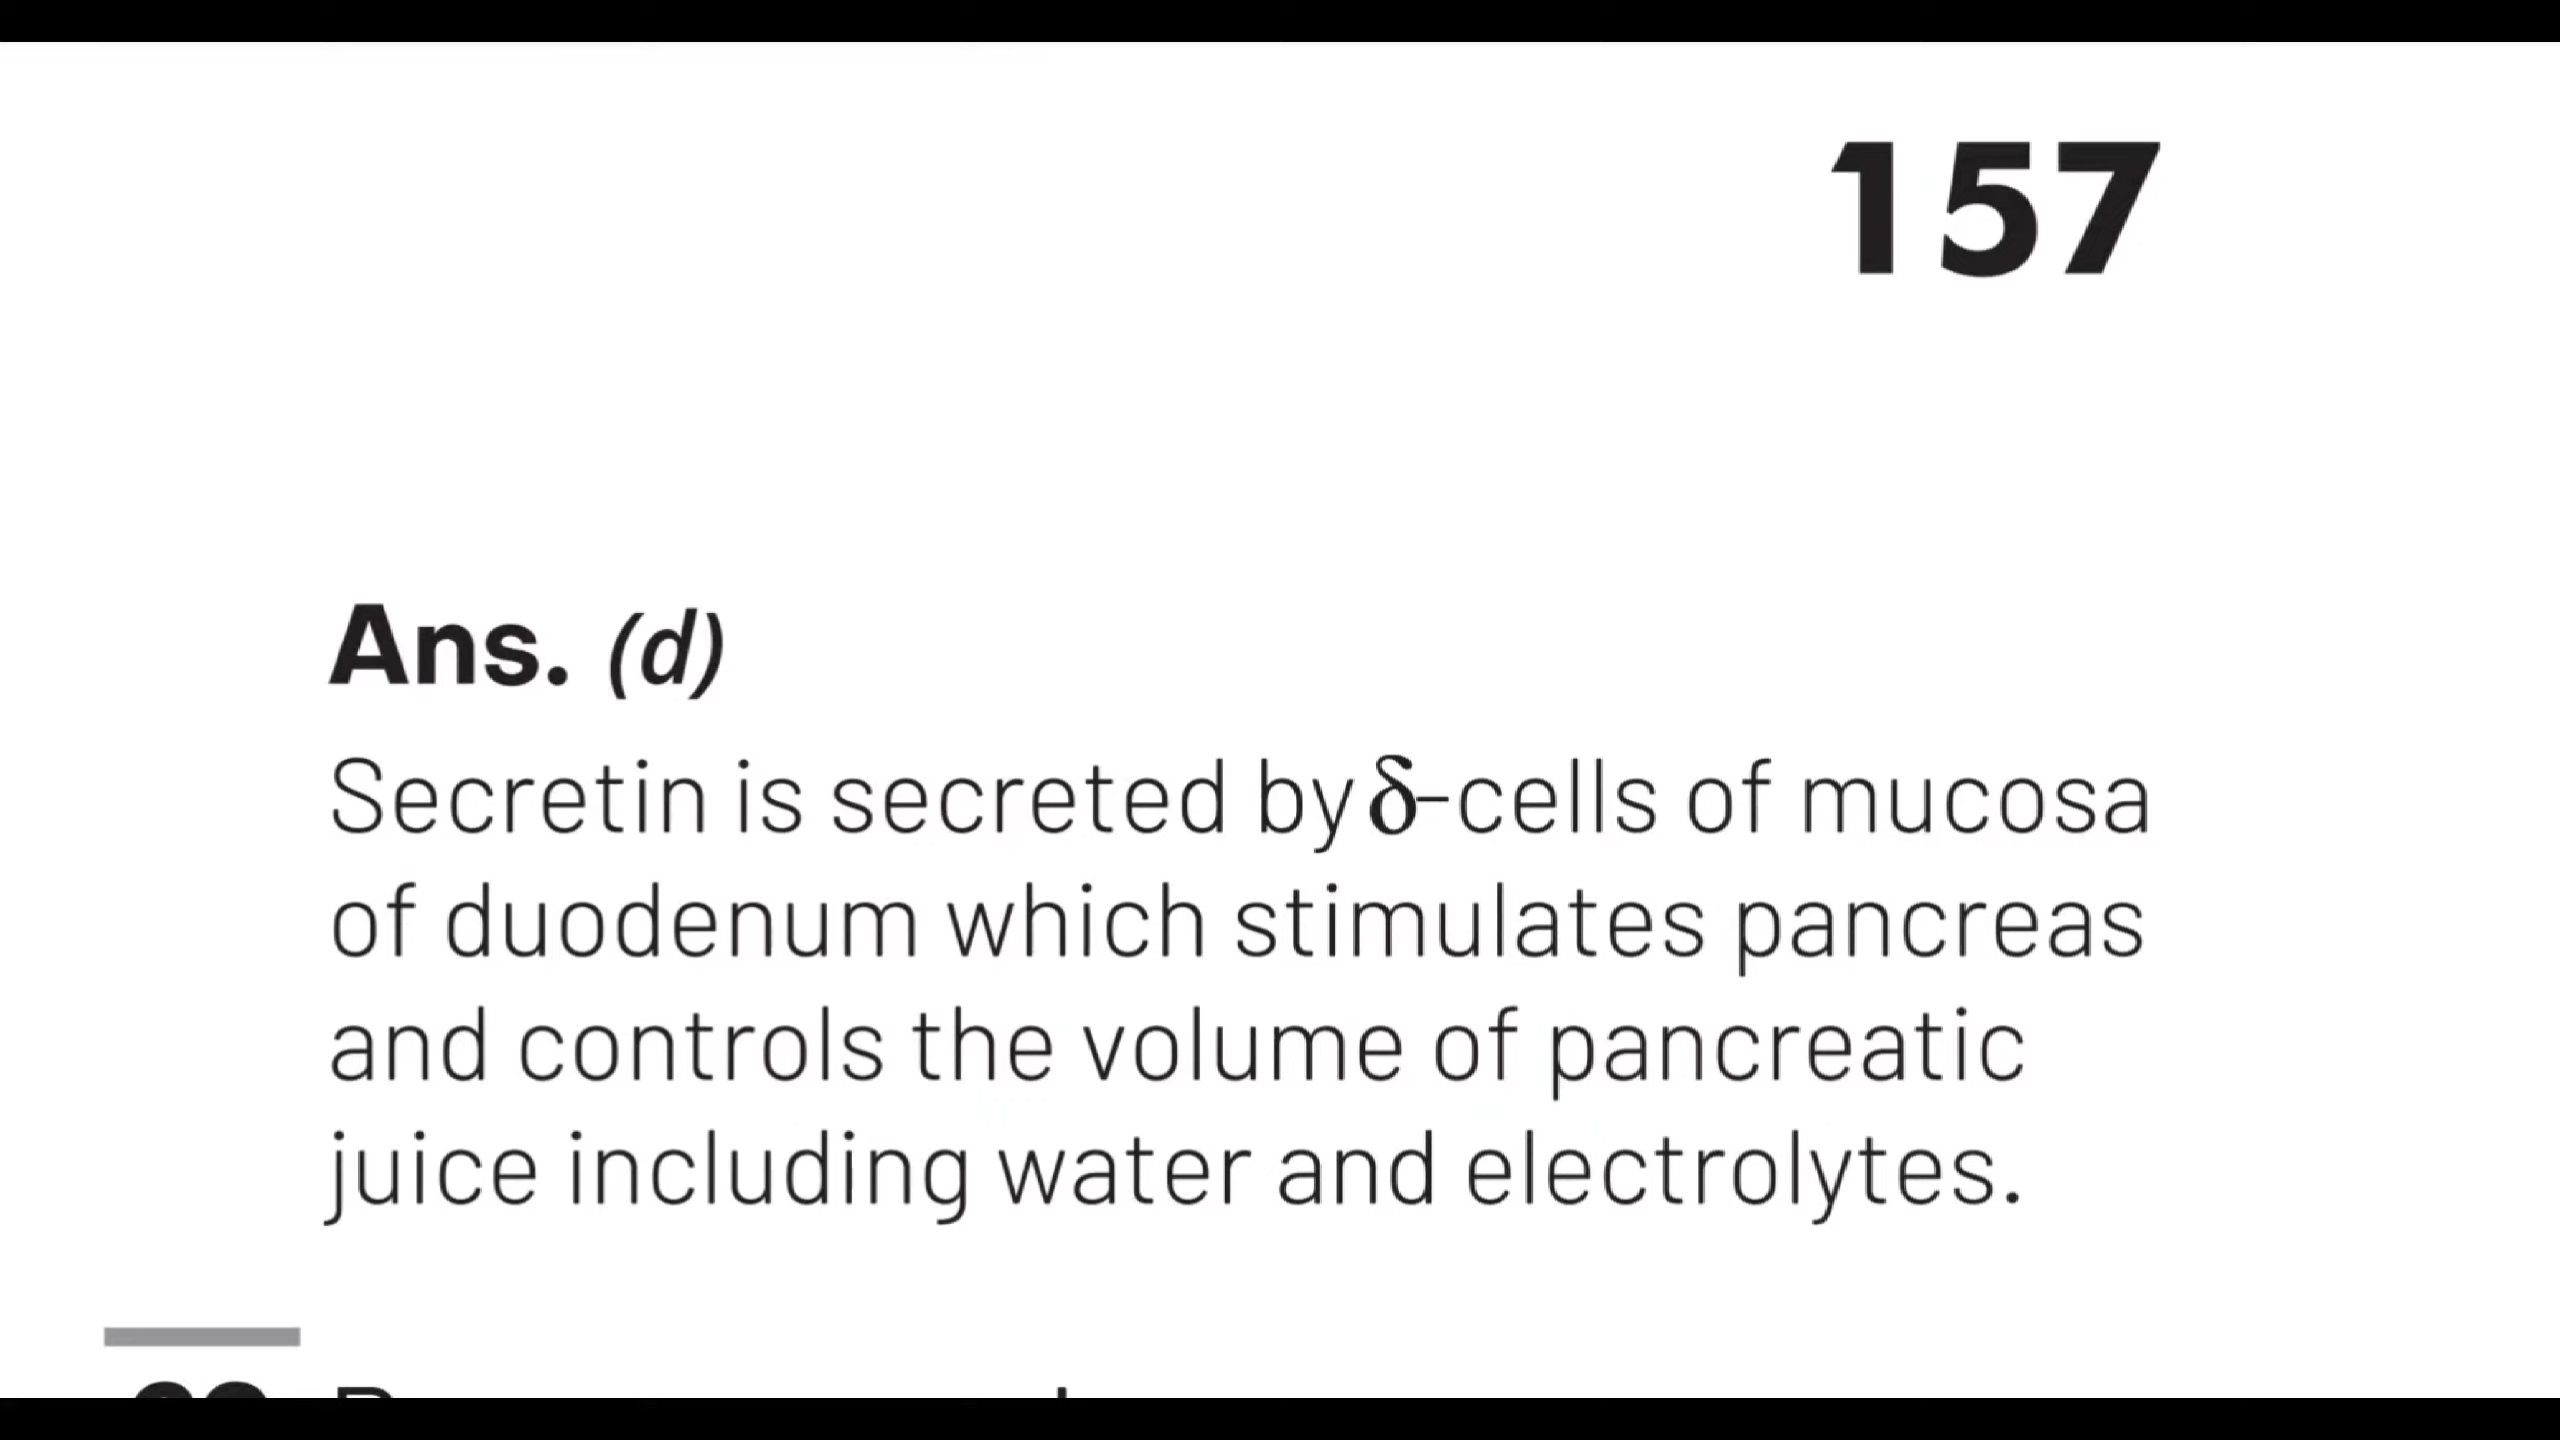 157
Ans. (d)
Secretin is secreted by δ-cells of mucosa
of duodenum which stimulates pancreas
and controls the volume of pancreatic
juice including water and electrolytes.